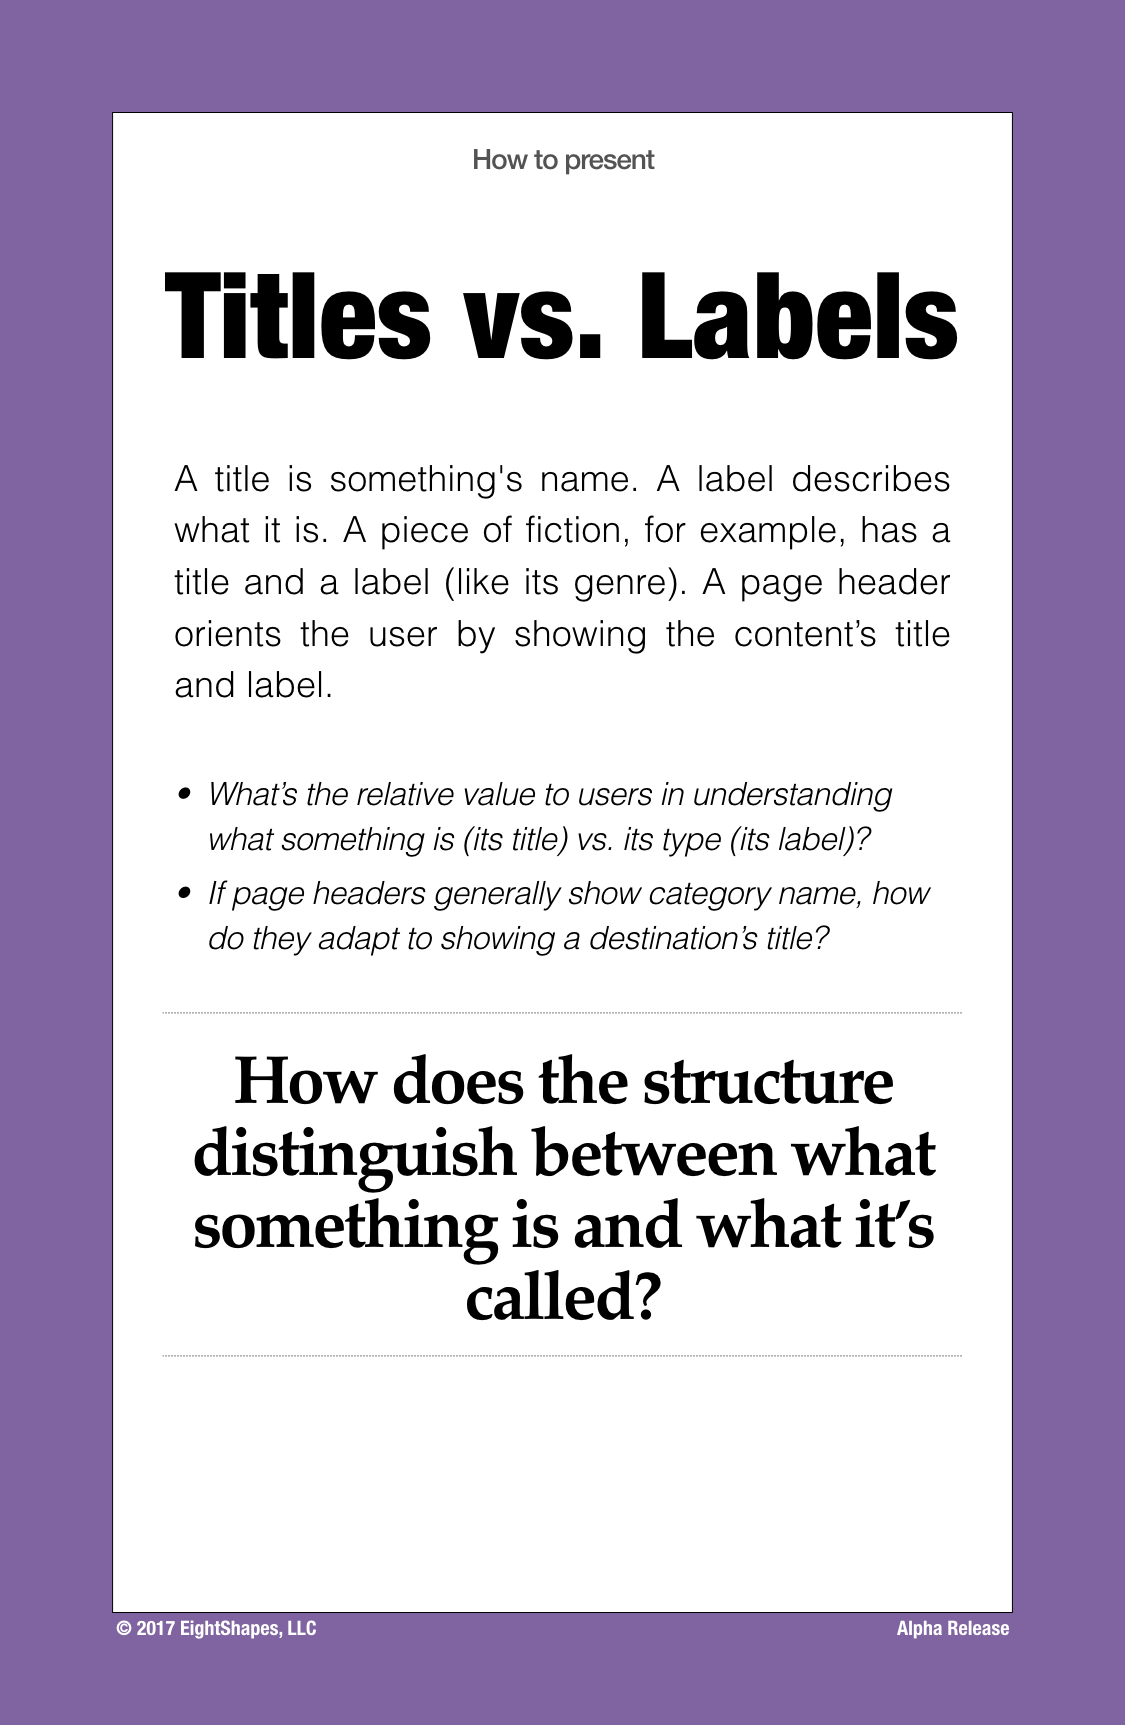 How to present
Titles vs. Labels
A title is something's name. A label describes
what it is. A piece of fiction, for example, has a
title and a label (like its genre). A page header
orients the user by showing the content’s title
and label.
• What’s the relative value to users in understanding
what something is (its title) vs. its type (its label)?
• If page headers generally show category name, how
do they adapt to showing a destination’s title?
How does the structure
distinguish between what
something is and what it’s
called?
© 2017 EightShapes, LLC
Alpha Release